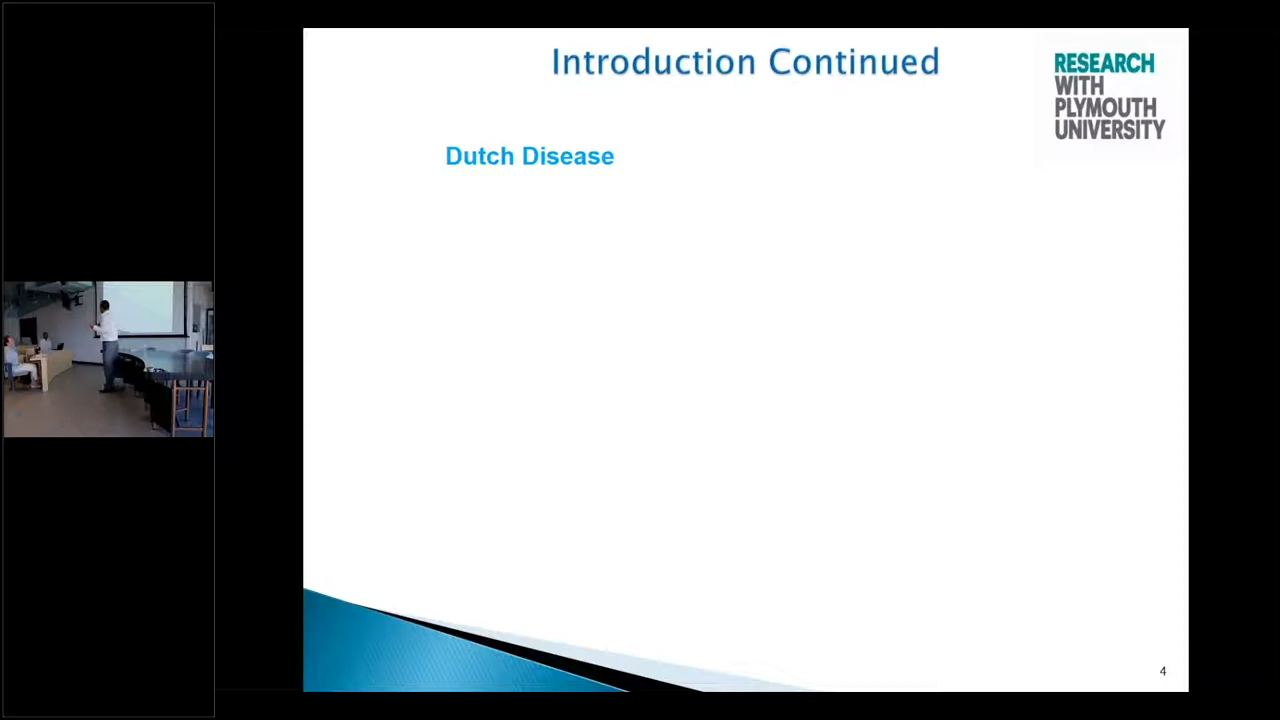 Introduction Continued
RESEARCH
WITH
PLYMOUTH
UNIVERSITY
Dutch Disease
4